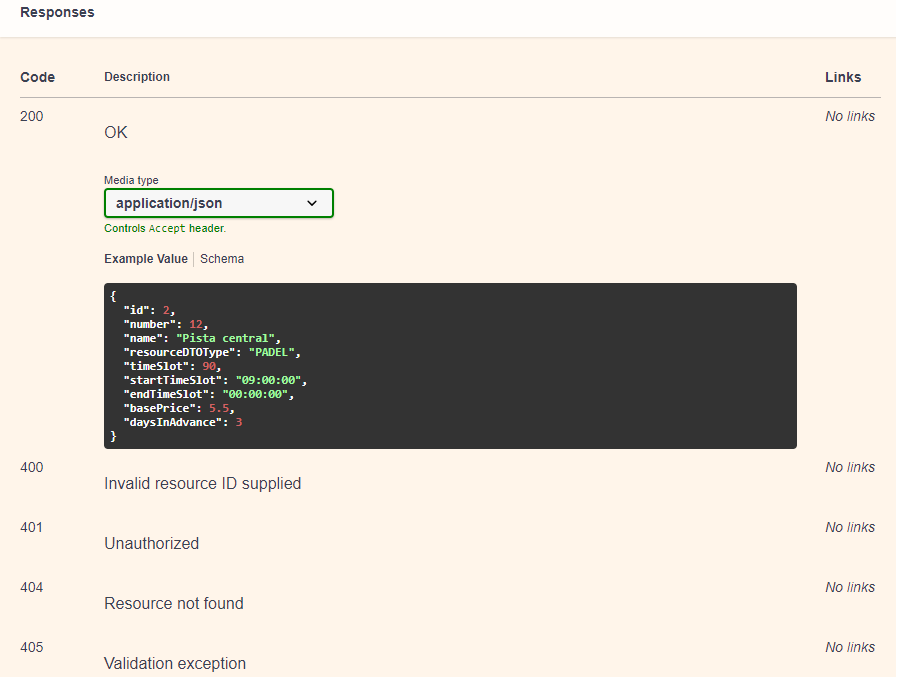 Responses
Code Description Links
200 No links
OK
Media type
application/json
Controls Accept header.
Example Value Schema
{
  "id": 2,
  "number": 12,
  "name": "Pista central",
  "resourceDTOType": "PADEL",
  "timeSlot": 90,
  "startTimeSlot": "09:00:00",
  "endTimeSlot": "00:00:00",
  "basePrice": 5.5,
  "daysInAdvance": 3
}
400 No links
Invalid resource ID supplied
401 No links
Unauthorized
404 No links
Resource not found
405 No links
Validation exception